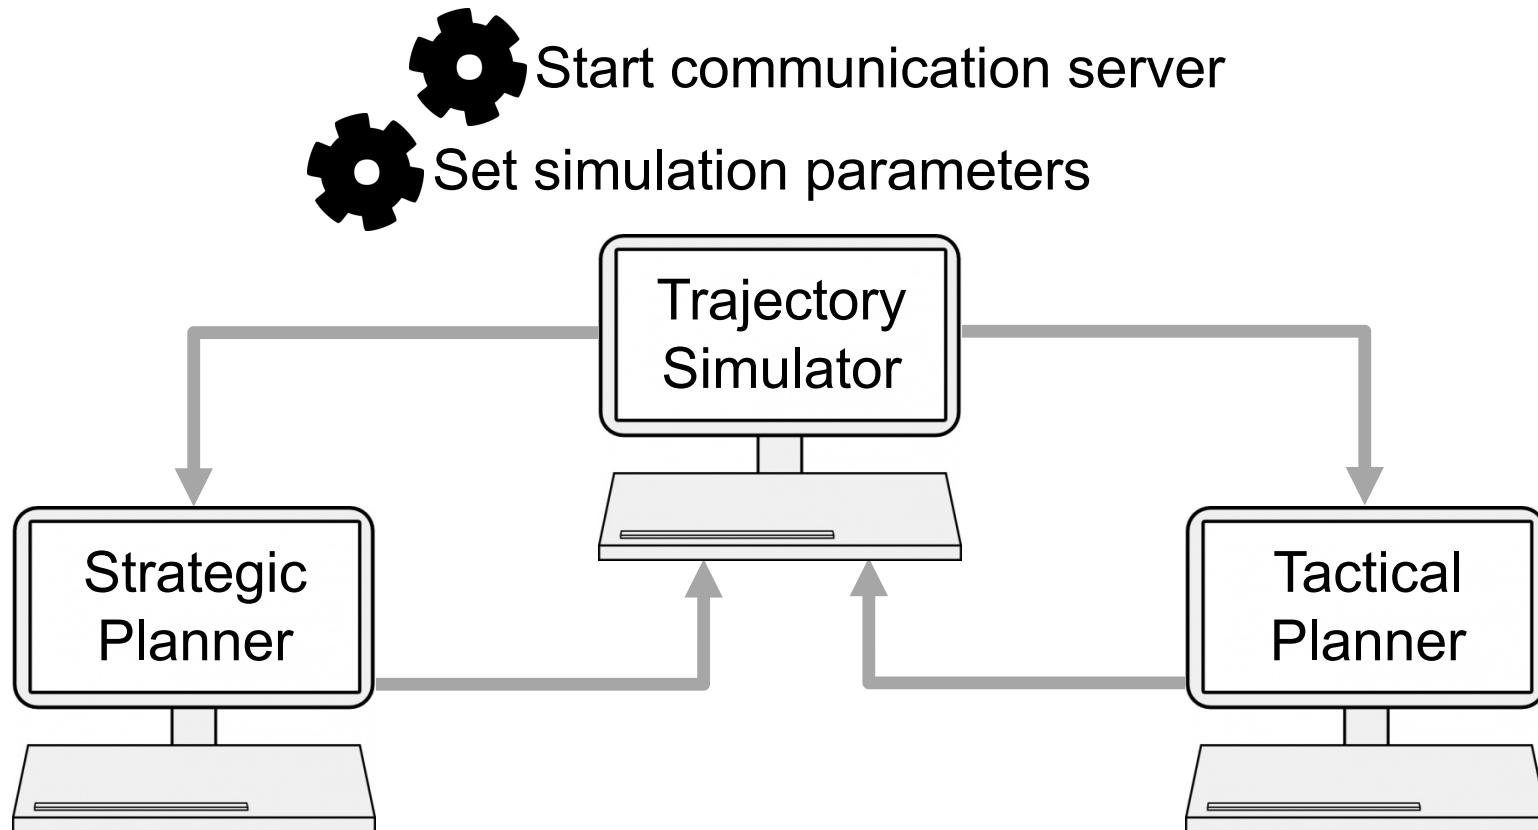 Start communication server
Set simulation parameters
Trajectory
Simulator
Strategic
Planner
Tactical
Planner